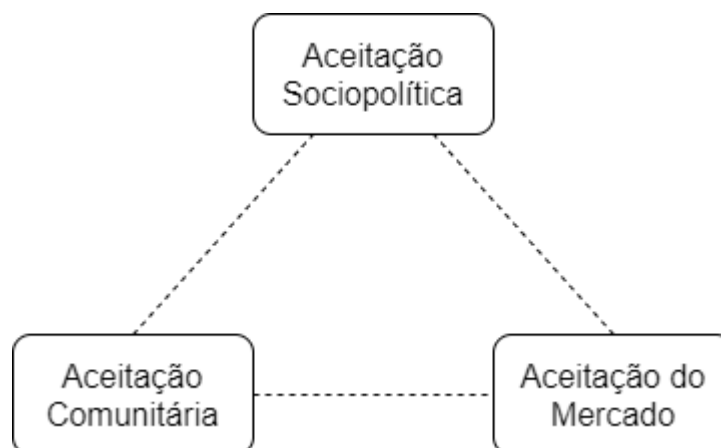 Aceitação
Sociopolítica
Aceitação
Comunitária
Aceitação do
Mercado